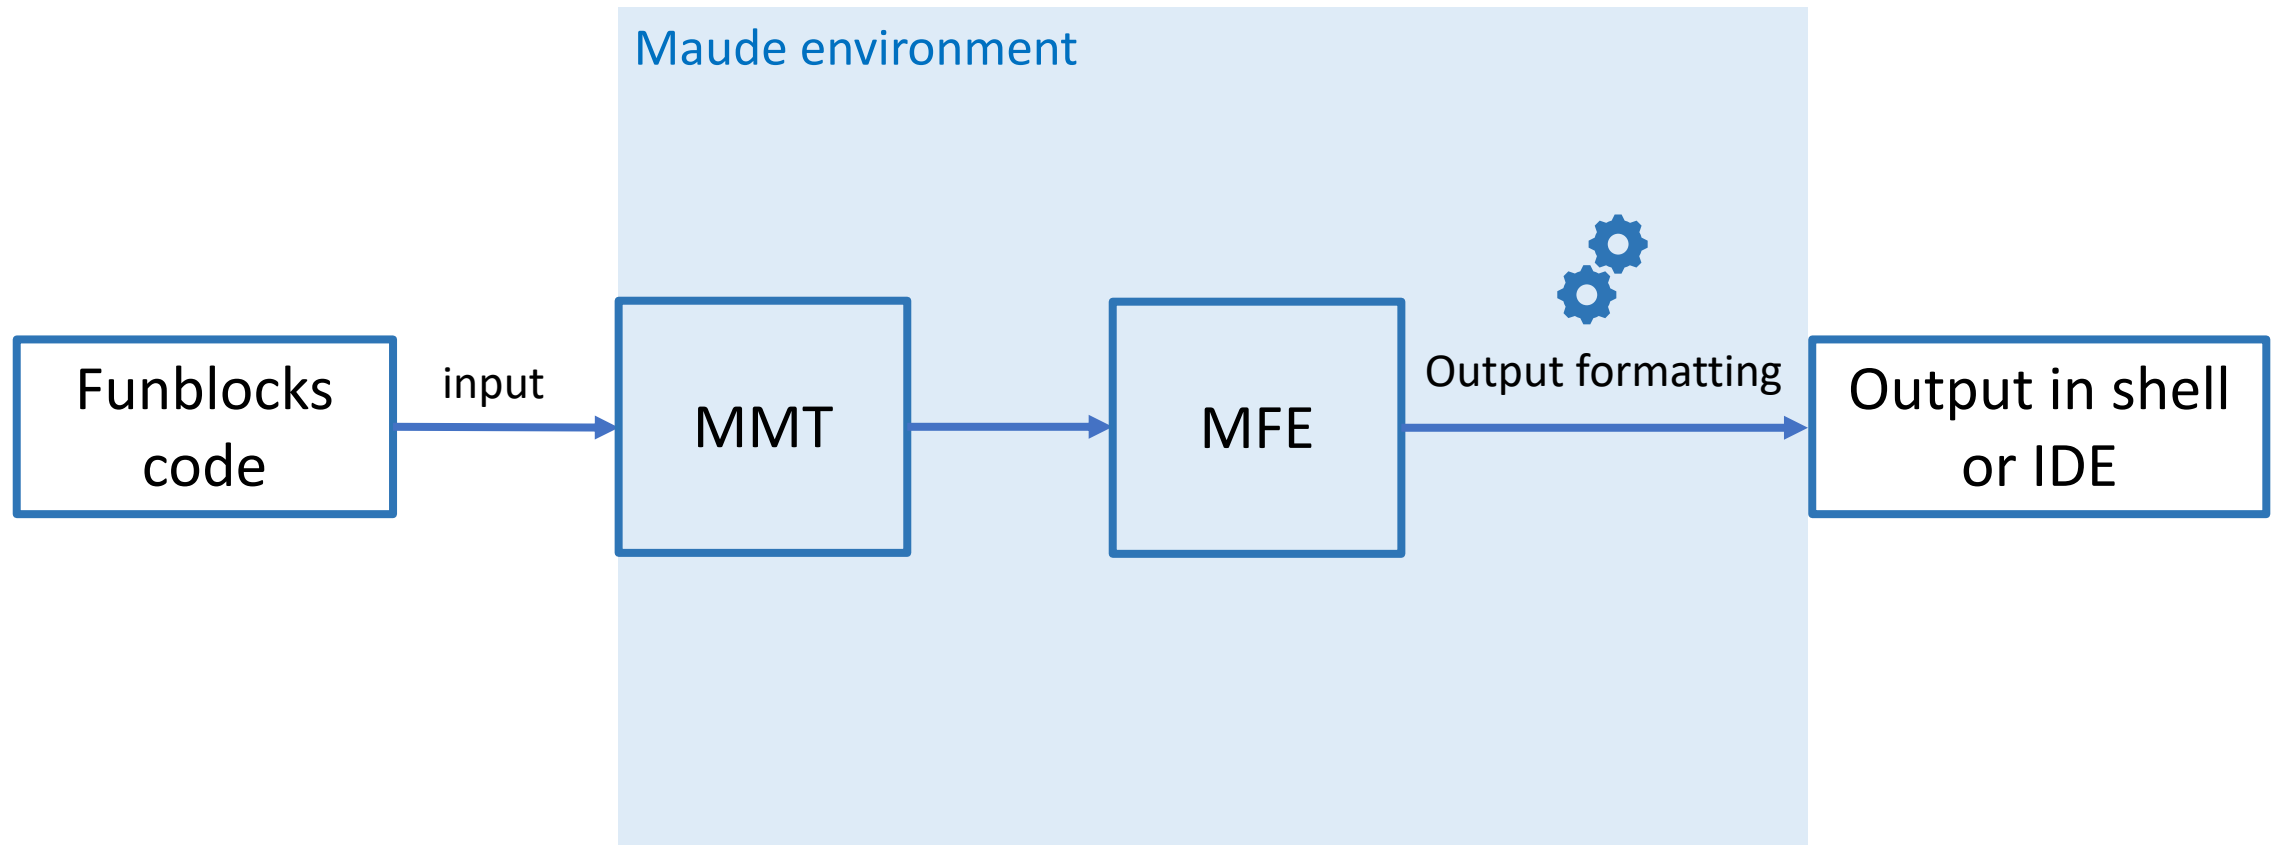 Maude environment
Funblocks
code
input
MMT
MFE
Output formatting
Output in shell
or IDE